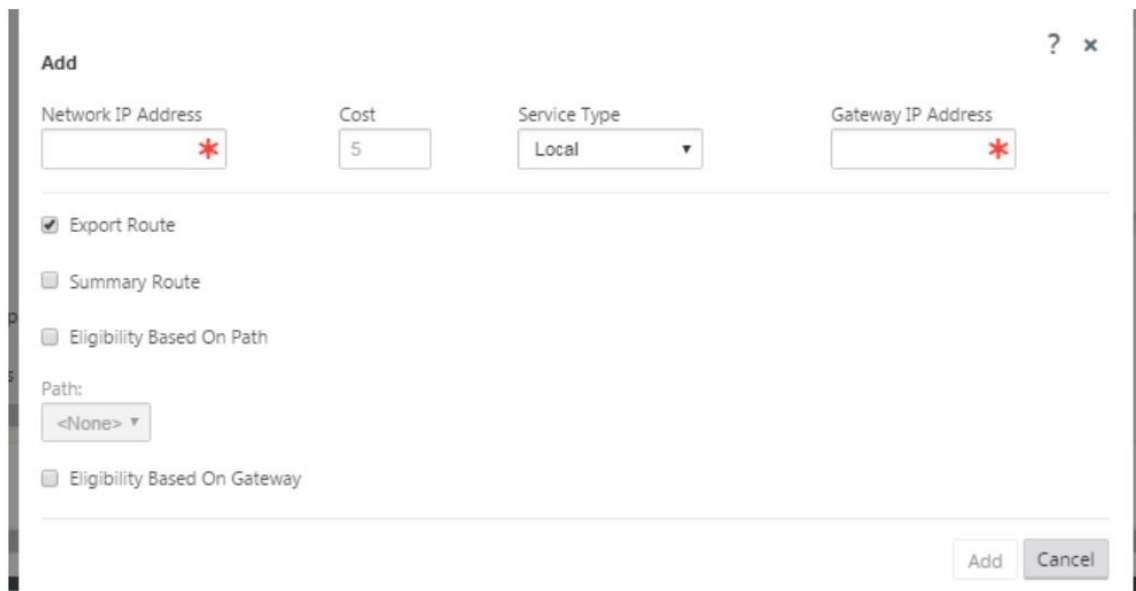 ? ×
Add
Network IP Address Cost Service Type Gateway IP Address
* 5 Local *
Export Route
Summary Route
Eligibility Based On Path
Path:
<None>
Eligibility Based On Gateway
Add Cancel